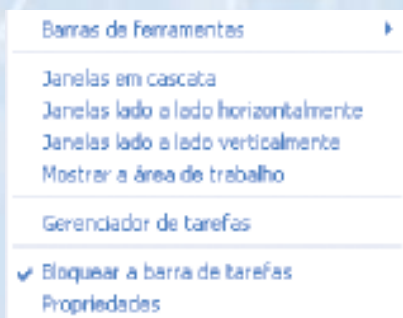 Barras de ferramentas
Janelas em cascata
Janelas lado a lado horizontalmente
Janelas lado a lado verticalmente
Mostrar a área de trabalho
Gerenciador de tarefas
Bloquear a barra de tarefas
Propriedades